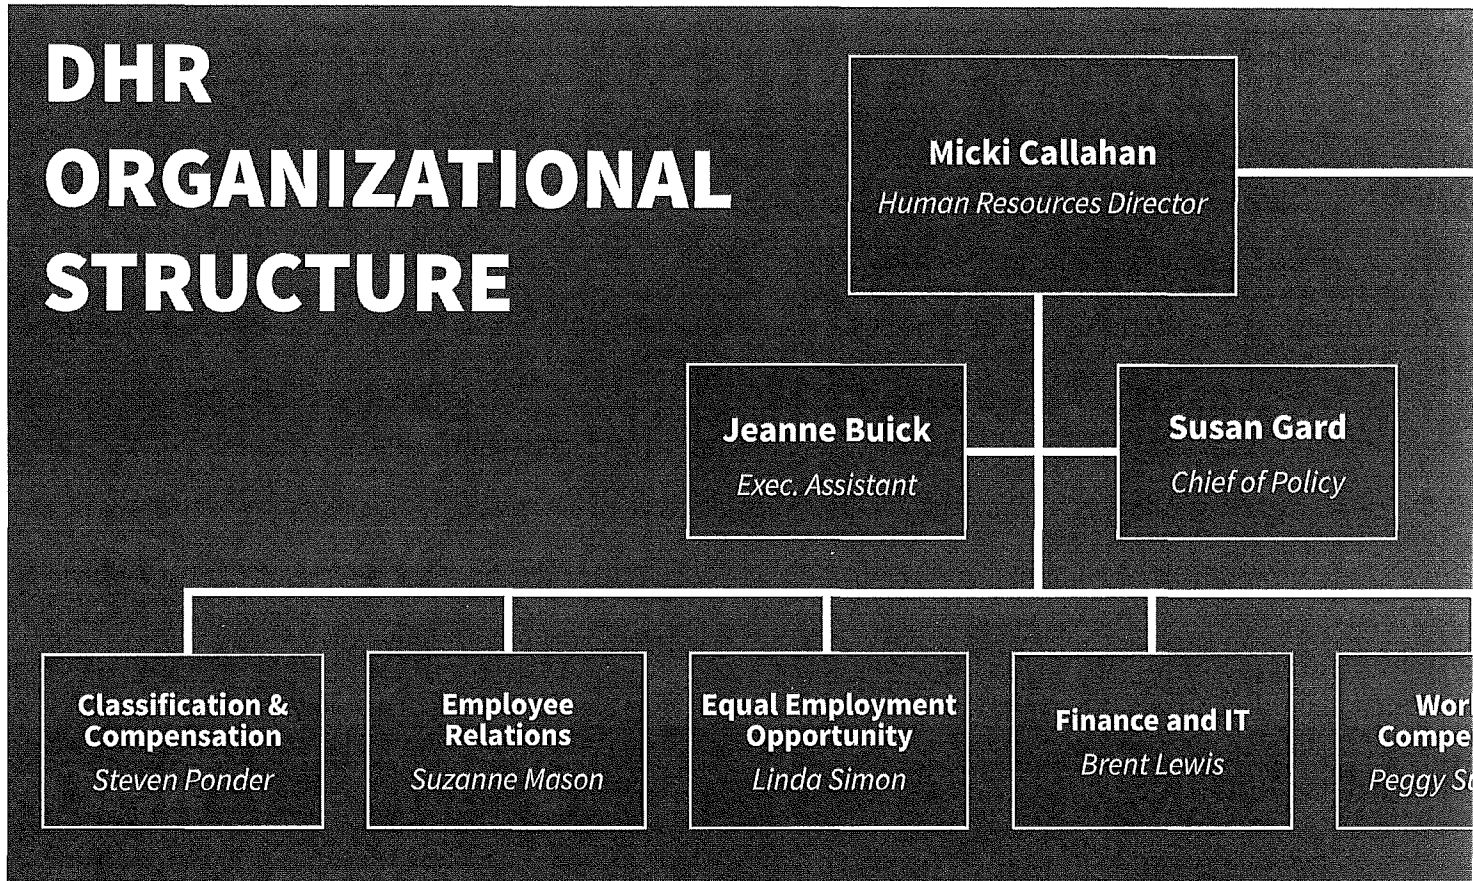 DHR
ORGANIZATIONAL
STRUCTURE
Micki Callahan
Human Resources Director
Jeanne Buick
Exec. Assistant
Susan Gard
Chief of Policy
Classification &
Compensation
Steven Ponder
Employee
Relations
Suzanne Mason
Equal Employment
Opportunity
Linda Simon
Finance and IT
Brent Lewis
Peggy